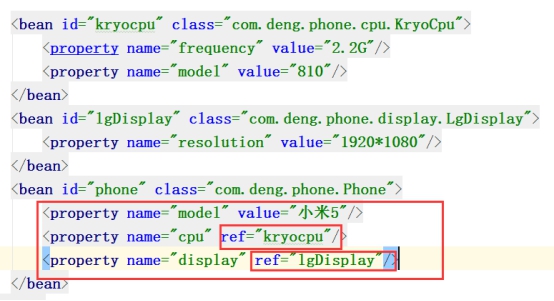 <bean id="kryocpu" class="com.deng.phone.cpu.KryoCpu">
<property name="frequency" value="2.2G"/>
<property name="model" value="810"/>
</bean>
<bean id="lgDisplay" class="com.deng.phone.display.LgDisplay">
<property name="resolution" value="1920*1080"/>
</bean>
<bean id="phone" class="com.deng.phone.Phone">
<property name="model" value="小米5"/>
<property name="cpu" ref="kryocpu"/>
<property name="display" ref="lgDisplay"/>
</bean>